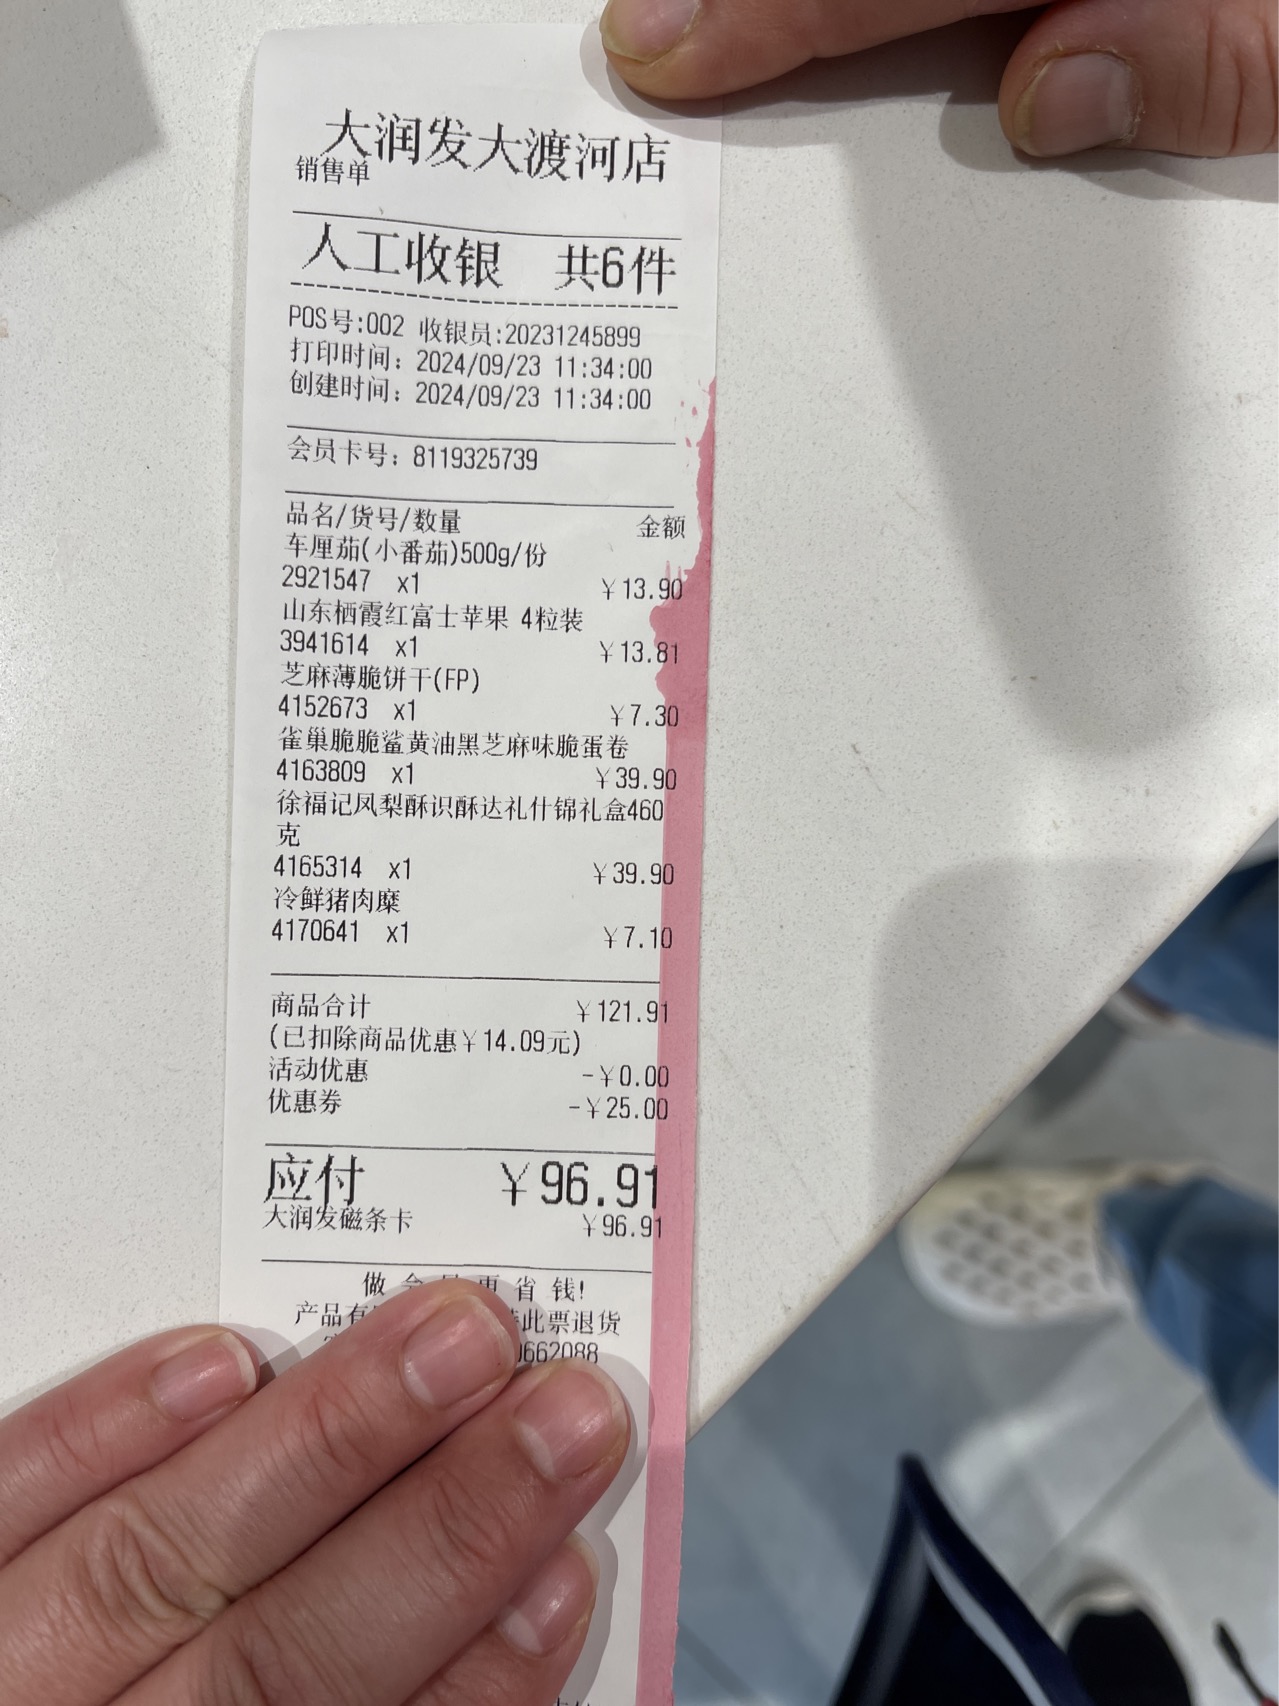 大润发大渡河店
销售单
人工收银 共6件
POS号:002 收银员:20231245899
打印时间: 2024/09/23 11:34:00
创建时间: 2024/09/23 11:34:00
会员卡号: 8119325739
品名/货号/数量 金额
车厘茄(小番茄)500g/份
2921547 x1 ￥13.90
山东栖霞红富士苹果 4粒装
3941614 x1 ￥13.81
芝麻薄脆饼干(FP)
4152673 x1 ￥7.30
雀巢脆脆鲨黄油黑芝麻味脆蛋卷
4163809 x1 ￥39.90
徐福记凤梨酥识酥达礼什锦礼盒460
克
4165314 x1 ￥39.90
冷鲜猪肉糜
4170641 x1 ￥7.10
商品合计 ￥121.91
(已扣除商品优惠￥14.09元)
活动优惠 -￥0.00
优惠券 -￥25.00
应付 ￥96.91
大润发磁条卡 ￥96.91
做 省 钱!
产品有 此票退货
662088